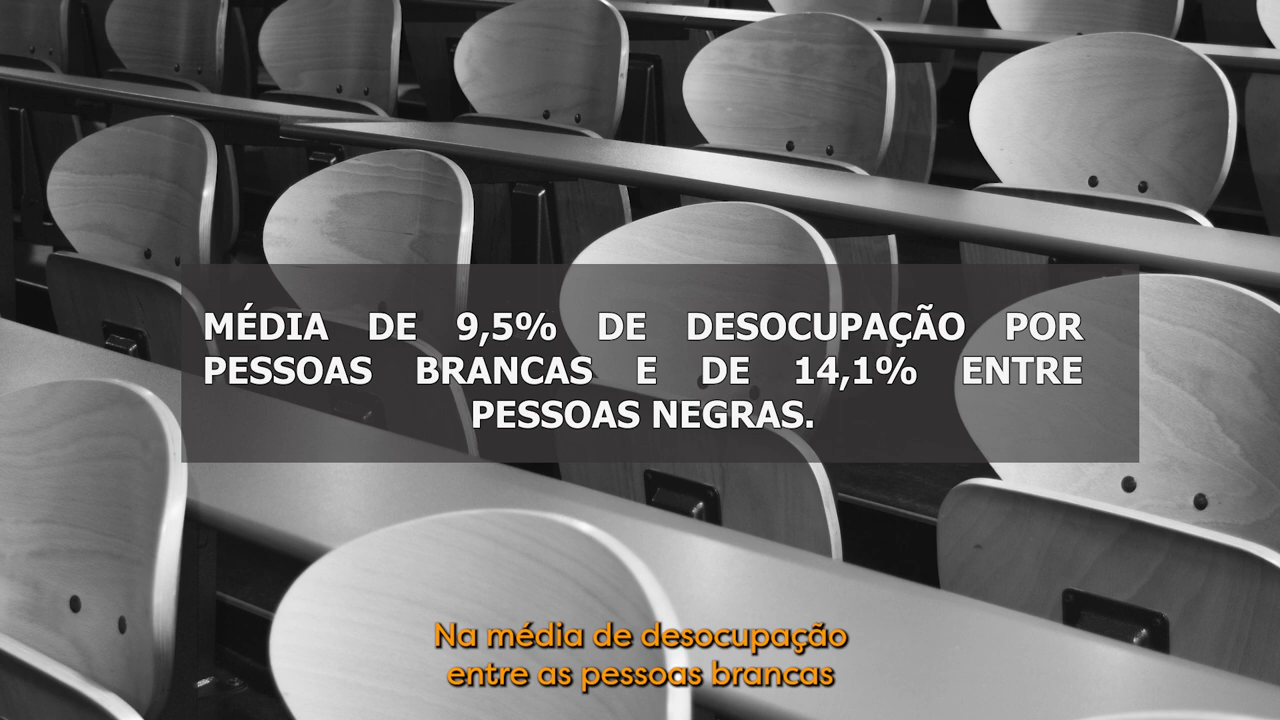 MÉDIA DE 9,5% DE DESOCUPAÇÃO POR
PESSOAS BRANCAS E DE 14,1% ENTRE
PESSOAS NEGRAS.
Na média de desocupação
entre as pessoas brancas